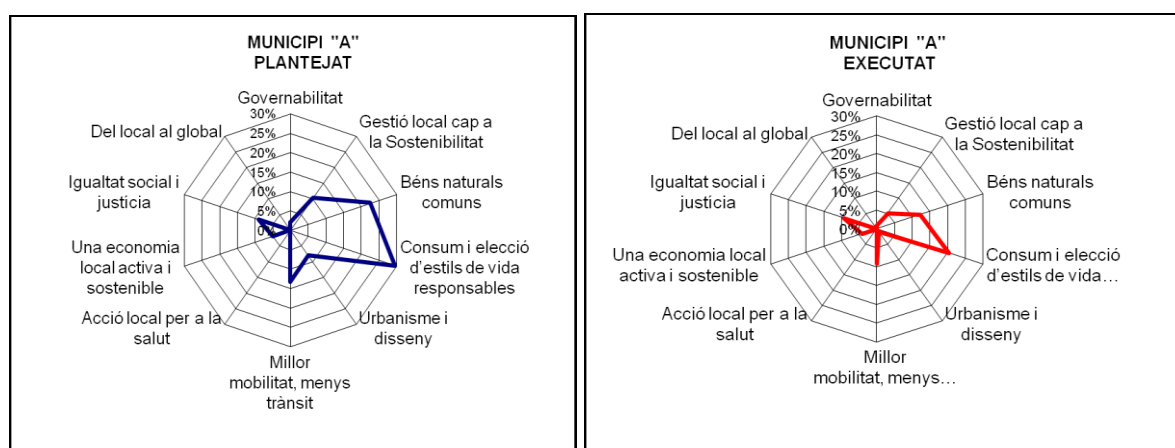 MUNICIPI "A"
PLANTEJAT
Governabilitat
30%
25%
20%
15%
10%
5%
0%
Gestió local cap a
la Sostenibilitat
Béns naturals
comuns
Consum i elecció
d'estils de vida
responsables
Urbanisme i
disseny
Millor
mobilitat, menys
trànsit
Acció local per a la
salut
Una economia
local activa i
sostenible
Igualtat social i
justicia
Del local al global
MUNICIPI "A"
EXECUTAT
Governabilitat
30%
25%
20%
15%
10%
5%
0%
Gestió local cap a
la Sostenibilitat
Béns naturals
comuns
Consum i elecció
d'estils de vida…
Urbanisme i
disseny
Millor
mobilitat, menys…
Acció local per a la
salut
Una economia local
activa i sostenible
Igualtat social i
justicia
Del local al global